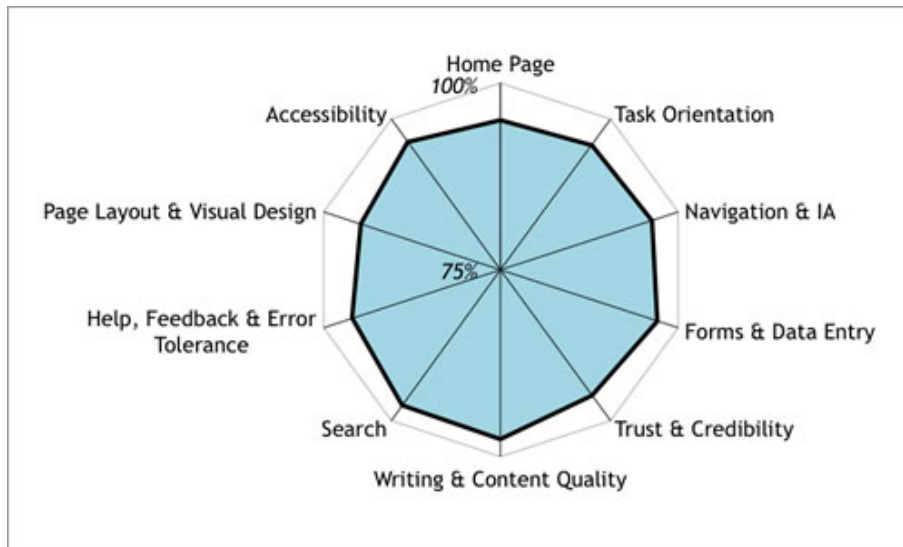 Home Page
100%
Accessibility
Task Orientation
Page Layout & Visual Design
Navigation & IA
75%
Help, Feedback & Error
Tolerance
Forms & Data Entry
Search
Trust & Credibility
Writing & Content Quality